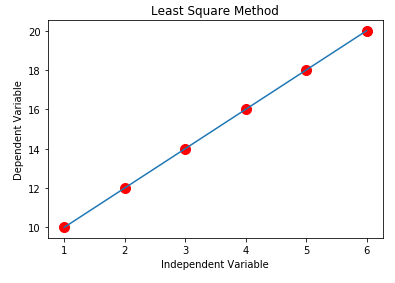 Least Square Method
Dependent Variable
20
18
16
14
12
10
1 2 3 4 5 6
Independent Variable